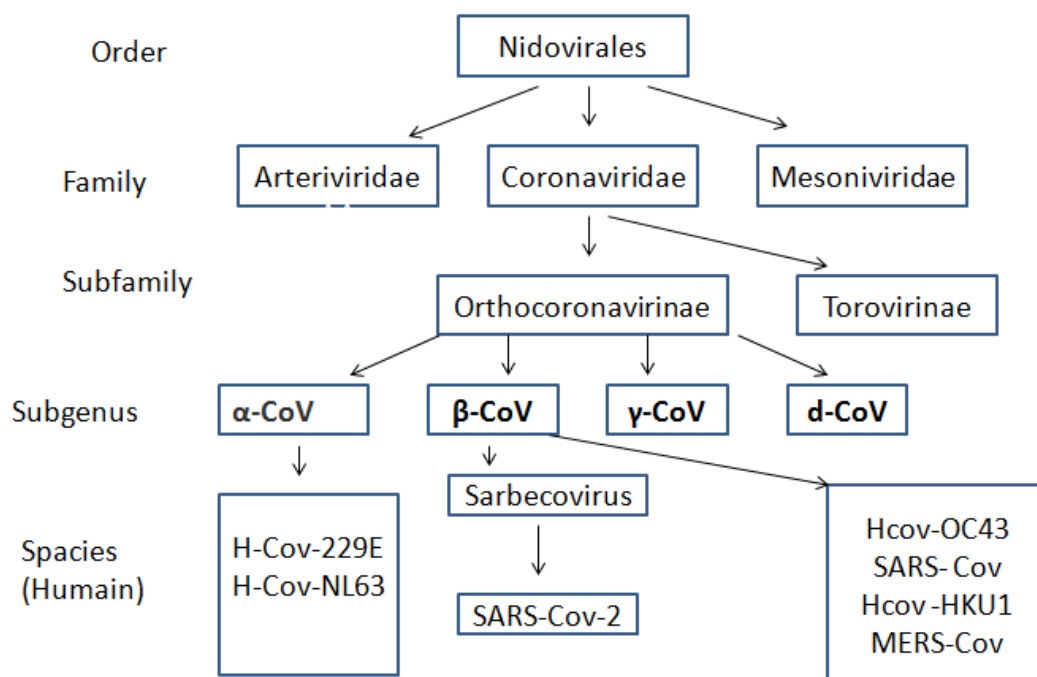 Order
Nidovirales
Family
Arteriviridae
Coronaviridae
Mesoniviridae
Subfamily
Orthocoronavirinae
Torovirinae
Subgenus
α-CoV
β-CoV
γ-CoV
d-CoV
Sarbecovirus
Spacies
(Humain)
H-Cov-229E
H-Cov-NL63
SARS-Cov-2
Hcov-OC43
SARS- Cov
Hcov -HKU1
MERS-Cov